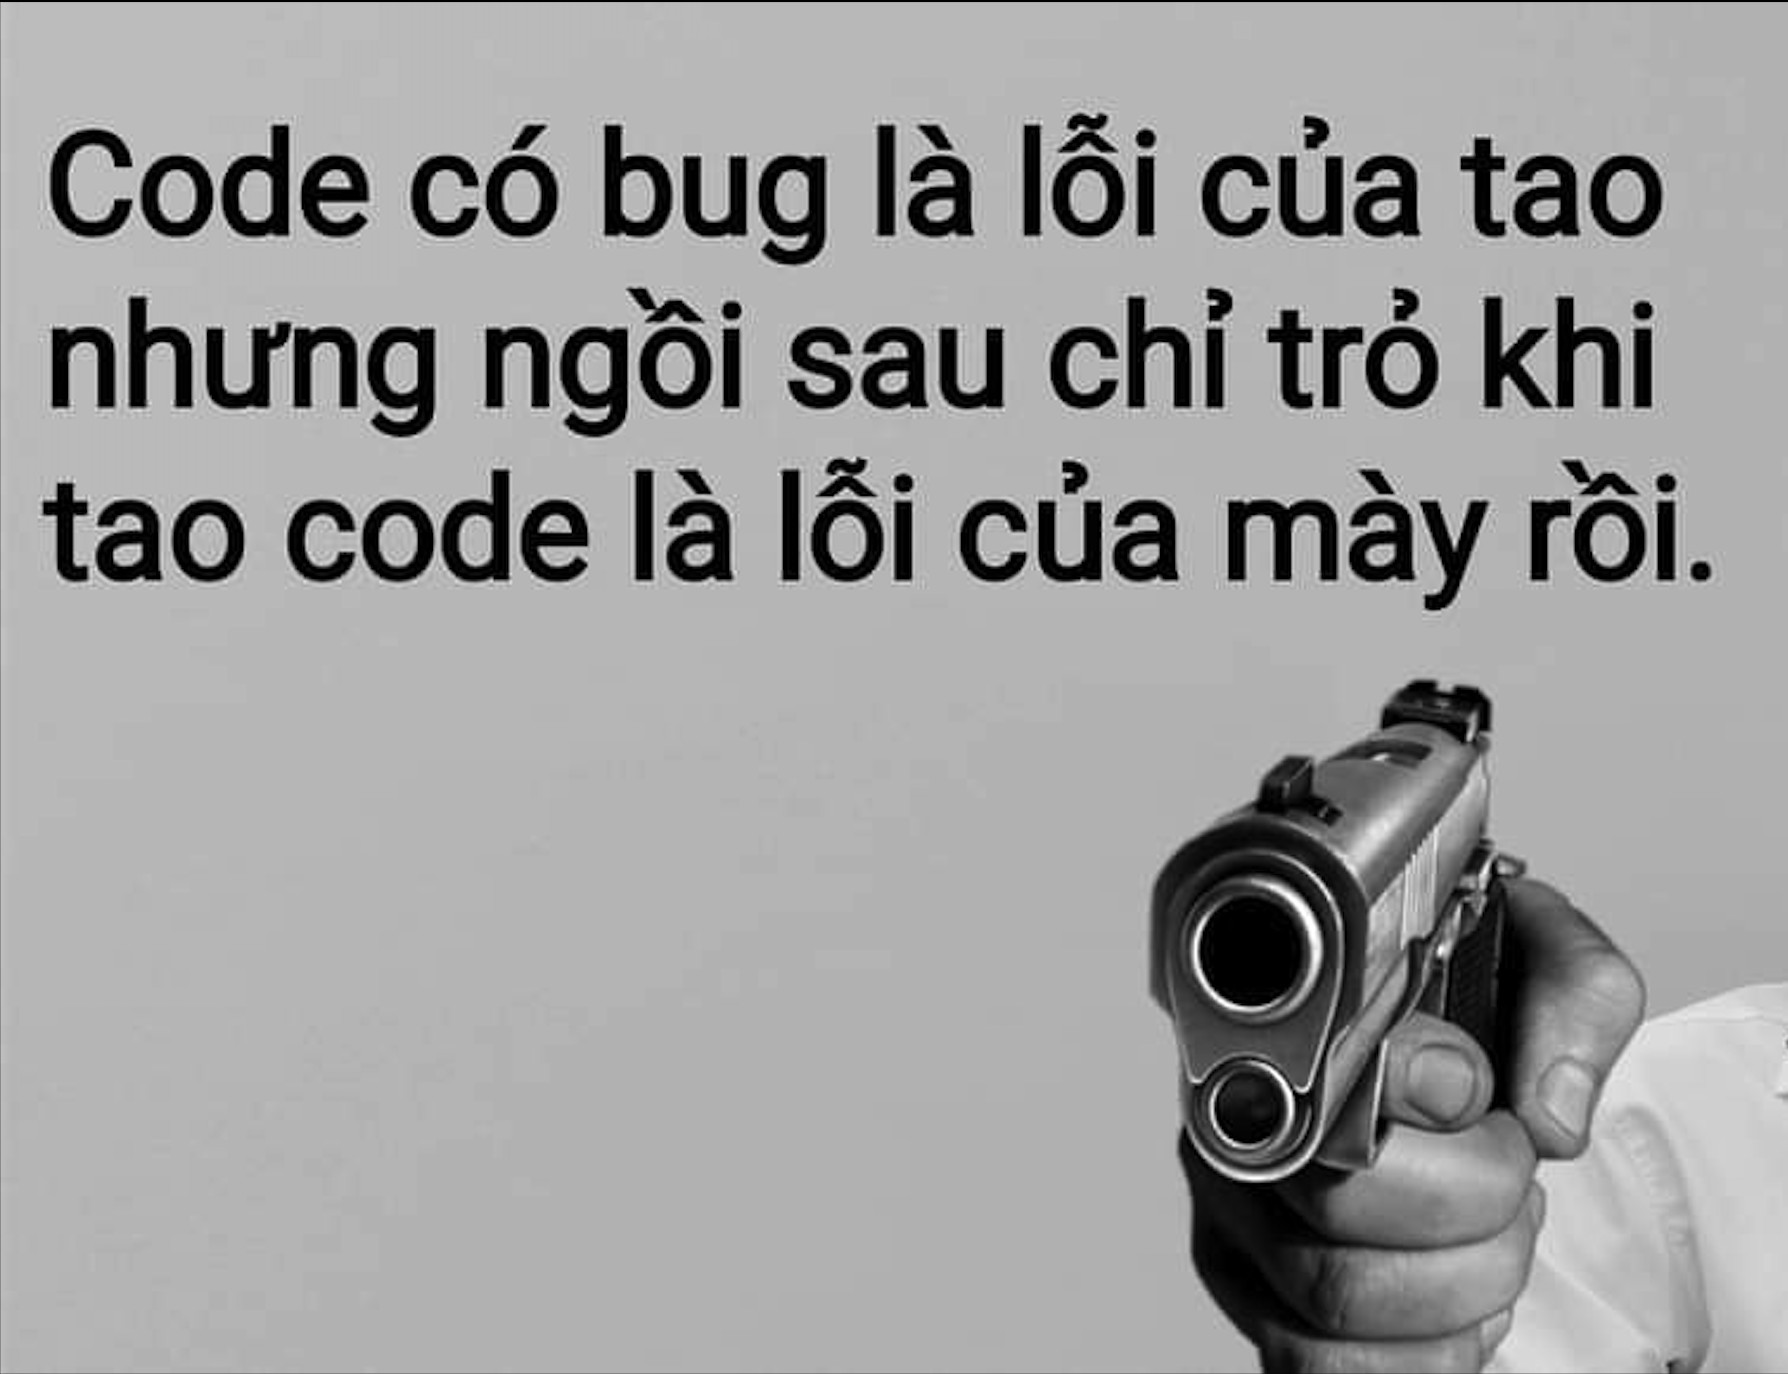 Code có bug là lỗi của tao
nhưng ngồi sau chỉ trỏ khi
tao code là lỗi của mày rồi.